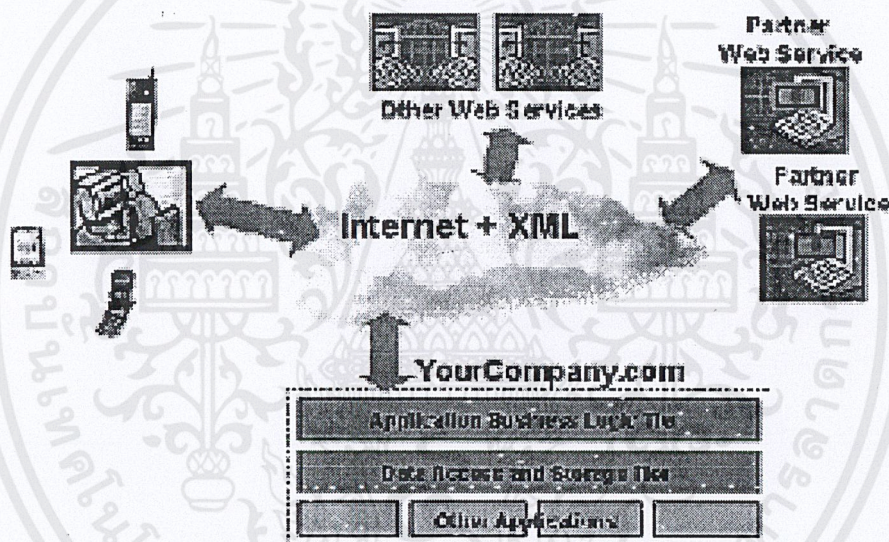 Partner
Web Service
Other Web Services
Partner
Web Service
Internet + XML
YourCompany.com
Application Business Logic Tier
Data Access and Storage Tier
Other Applications